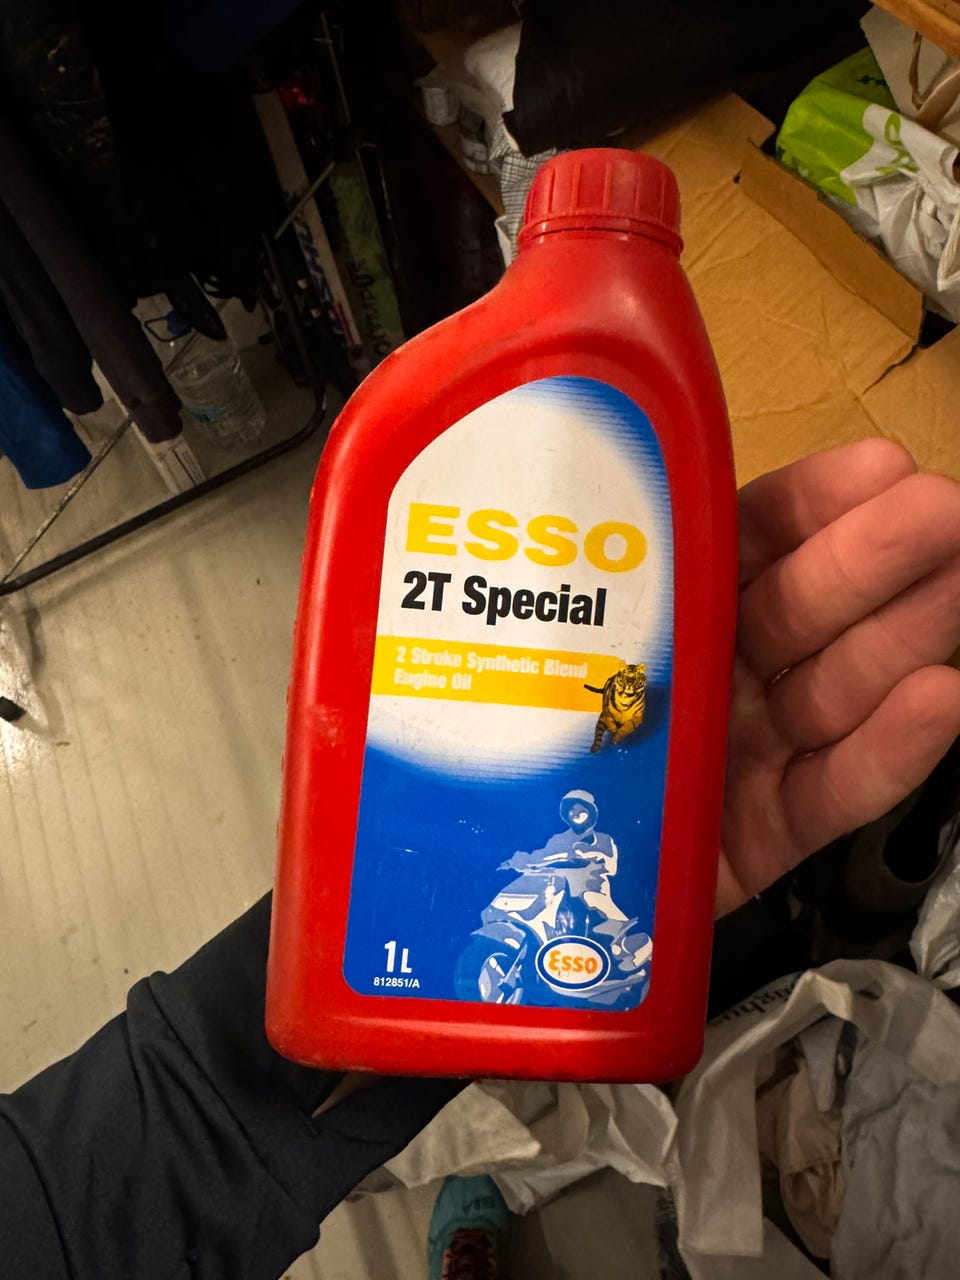 ESSO
2T Special
2 Stroke Synthetic Blend
Engine Oil
1L
812851/A
Esso